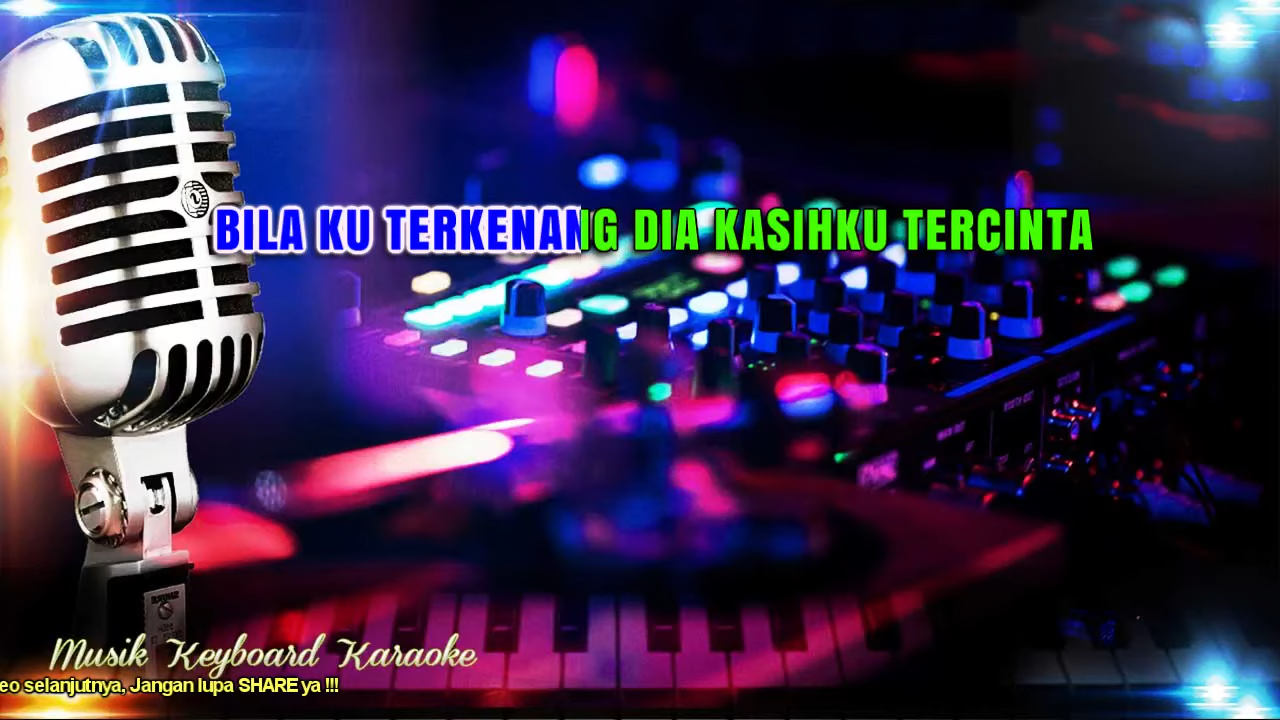 BILA KU TERKENANG DIA KASIHKU TERCINTA
Musik Keyboard Karaoke
eo selanjutnya, Jangan lupa SHARE ya !!!